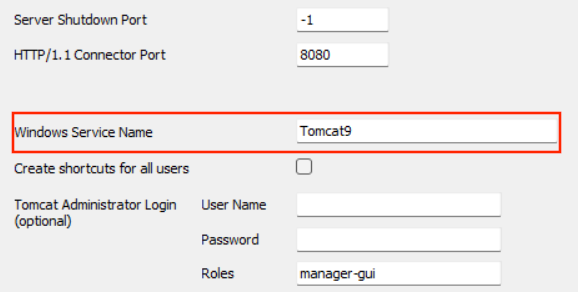 Server Shutdown Port -1
HTTP/1.1 Connector Port 8080
Windows Service Name Tomcat9
Create shortcuts for all users
Tomcat Administrator Login User Name
(optional)
Password
Roles manager-gui